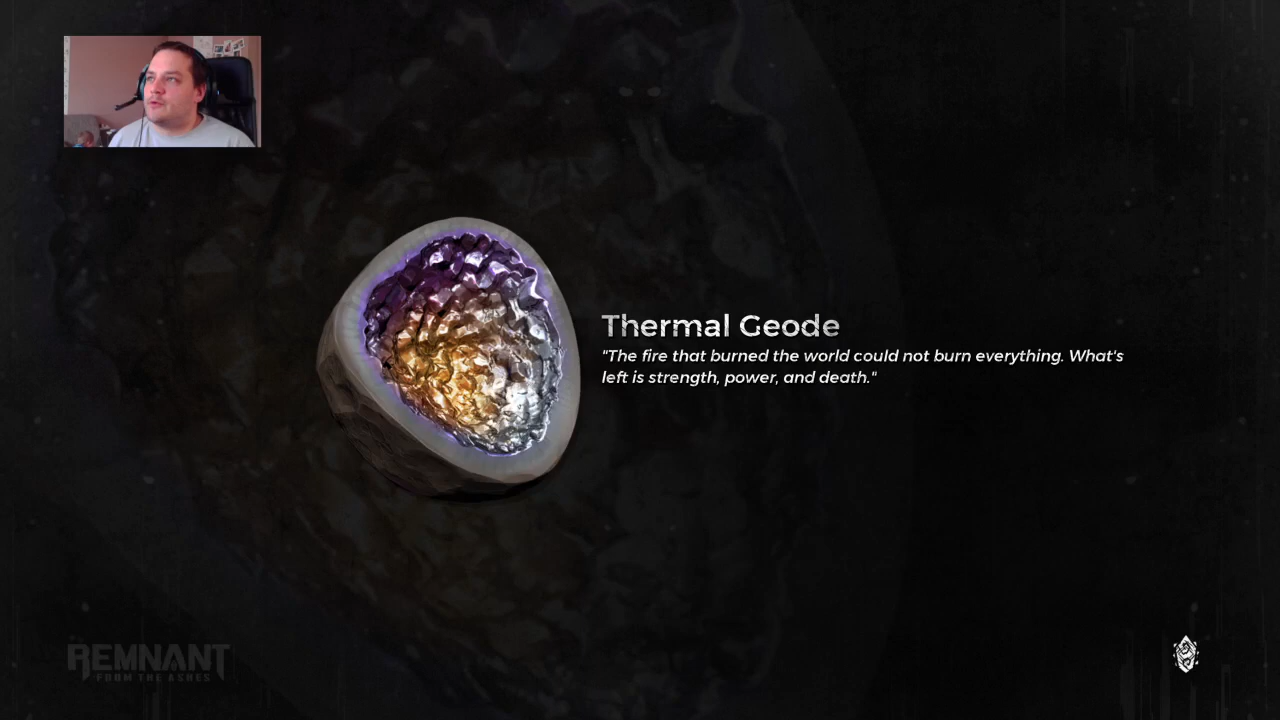 Thermal Geode
"The fire that burned the world could not burn everything. What's
left is strength, power, and death."
REMNANT
FROM THE ASHES